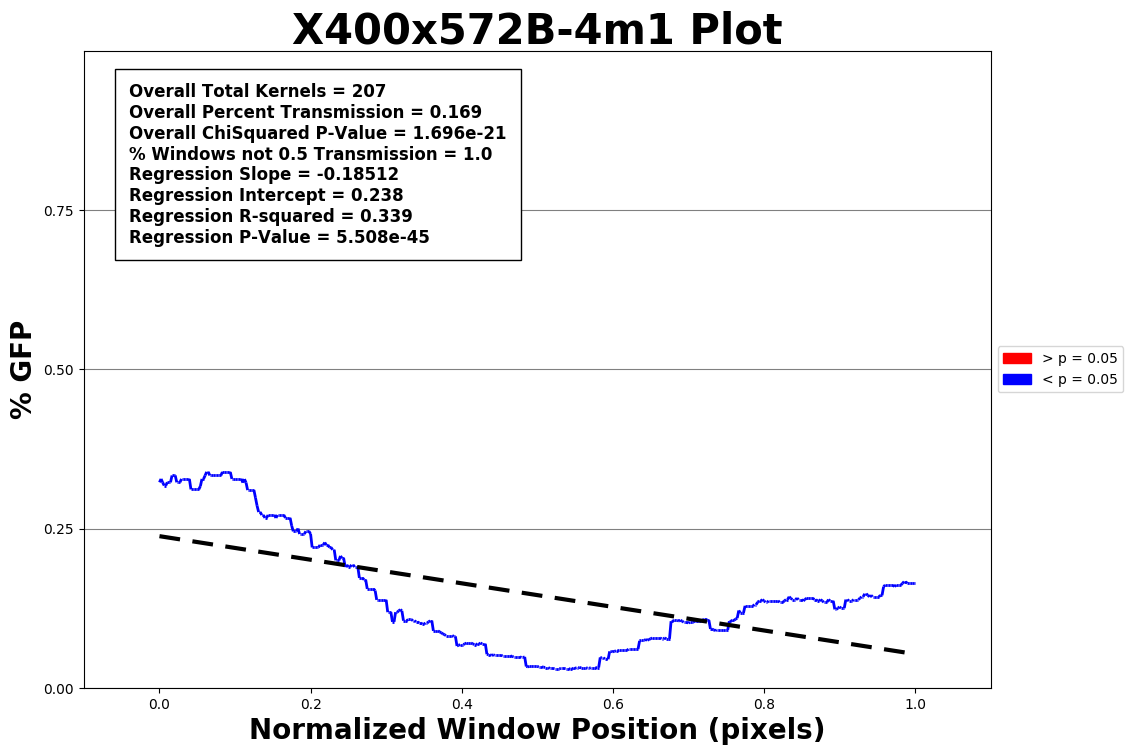 X400x572B-4m1 Plot
Overall Total Kernels = 207
Overall Percent Transmission = 0.169
Overall ChiSquared P-Value = 1.696e-21
% Windows not 0.5 Transmission = 1.0
Regression Slope = -0.18512
Regression Intercept = 0.238
Regression R-squared = 0.339
Regression P-Value = 5.508e-45
% GFP
0.75
0.50
0.25
0.00
> p = 0.05
< p = 0.05
0.0 0.2 0.4 0.6 0.8 1.0
Normalized Window Position (pixels)